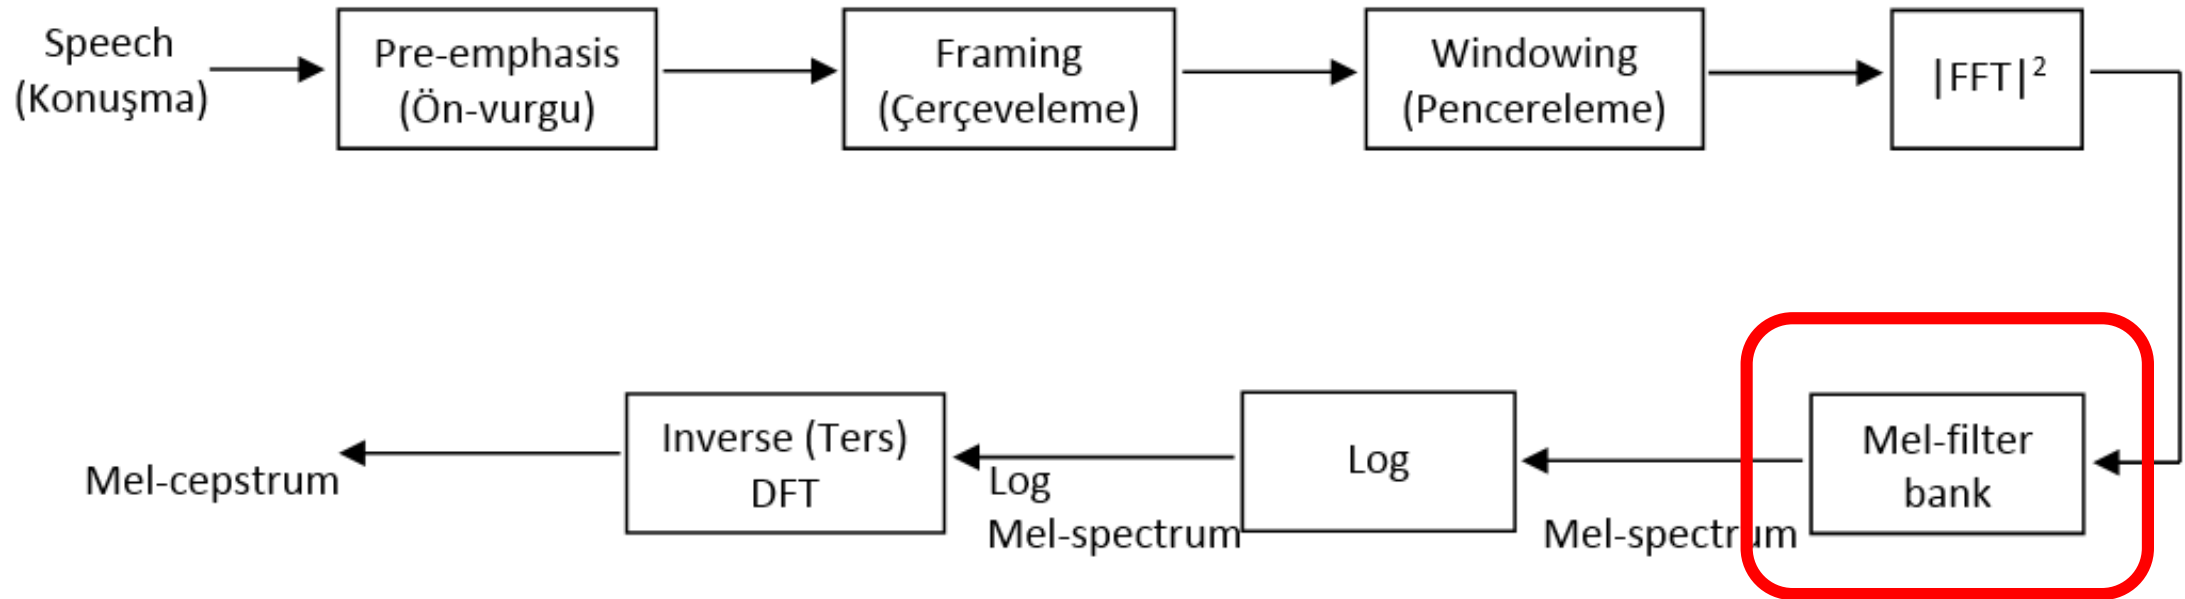 Speech
(Konuşma)
Pre-emphasis
(Ön-vurgu)
Framing
(Çerçeveleme)
Windowing
(Pencereleme)
|FFT|²
Mel-filter
bank
Mel-spectrum
Log
Log
Mel-spectrum
Inverse (Ters)
DFT
Mel-cepstrum